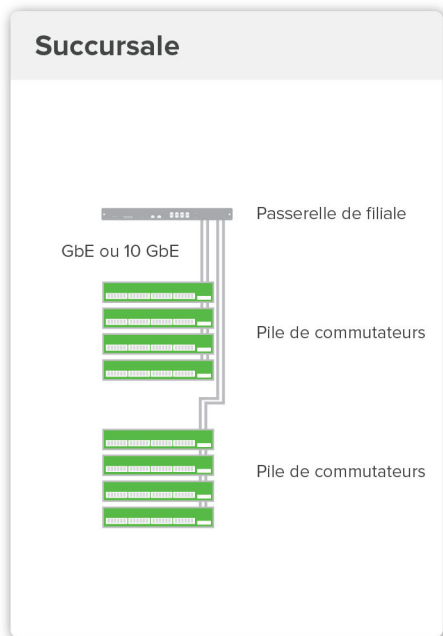 Succursale
Passerelle de filiale
GbE ou 10 GbE
Pile de commutateurs
Pile de commutateurs